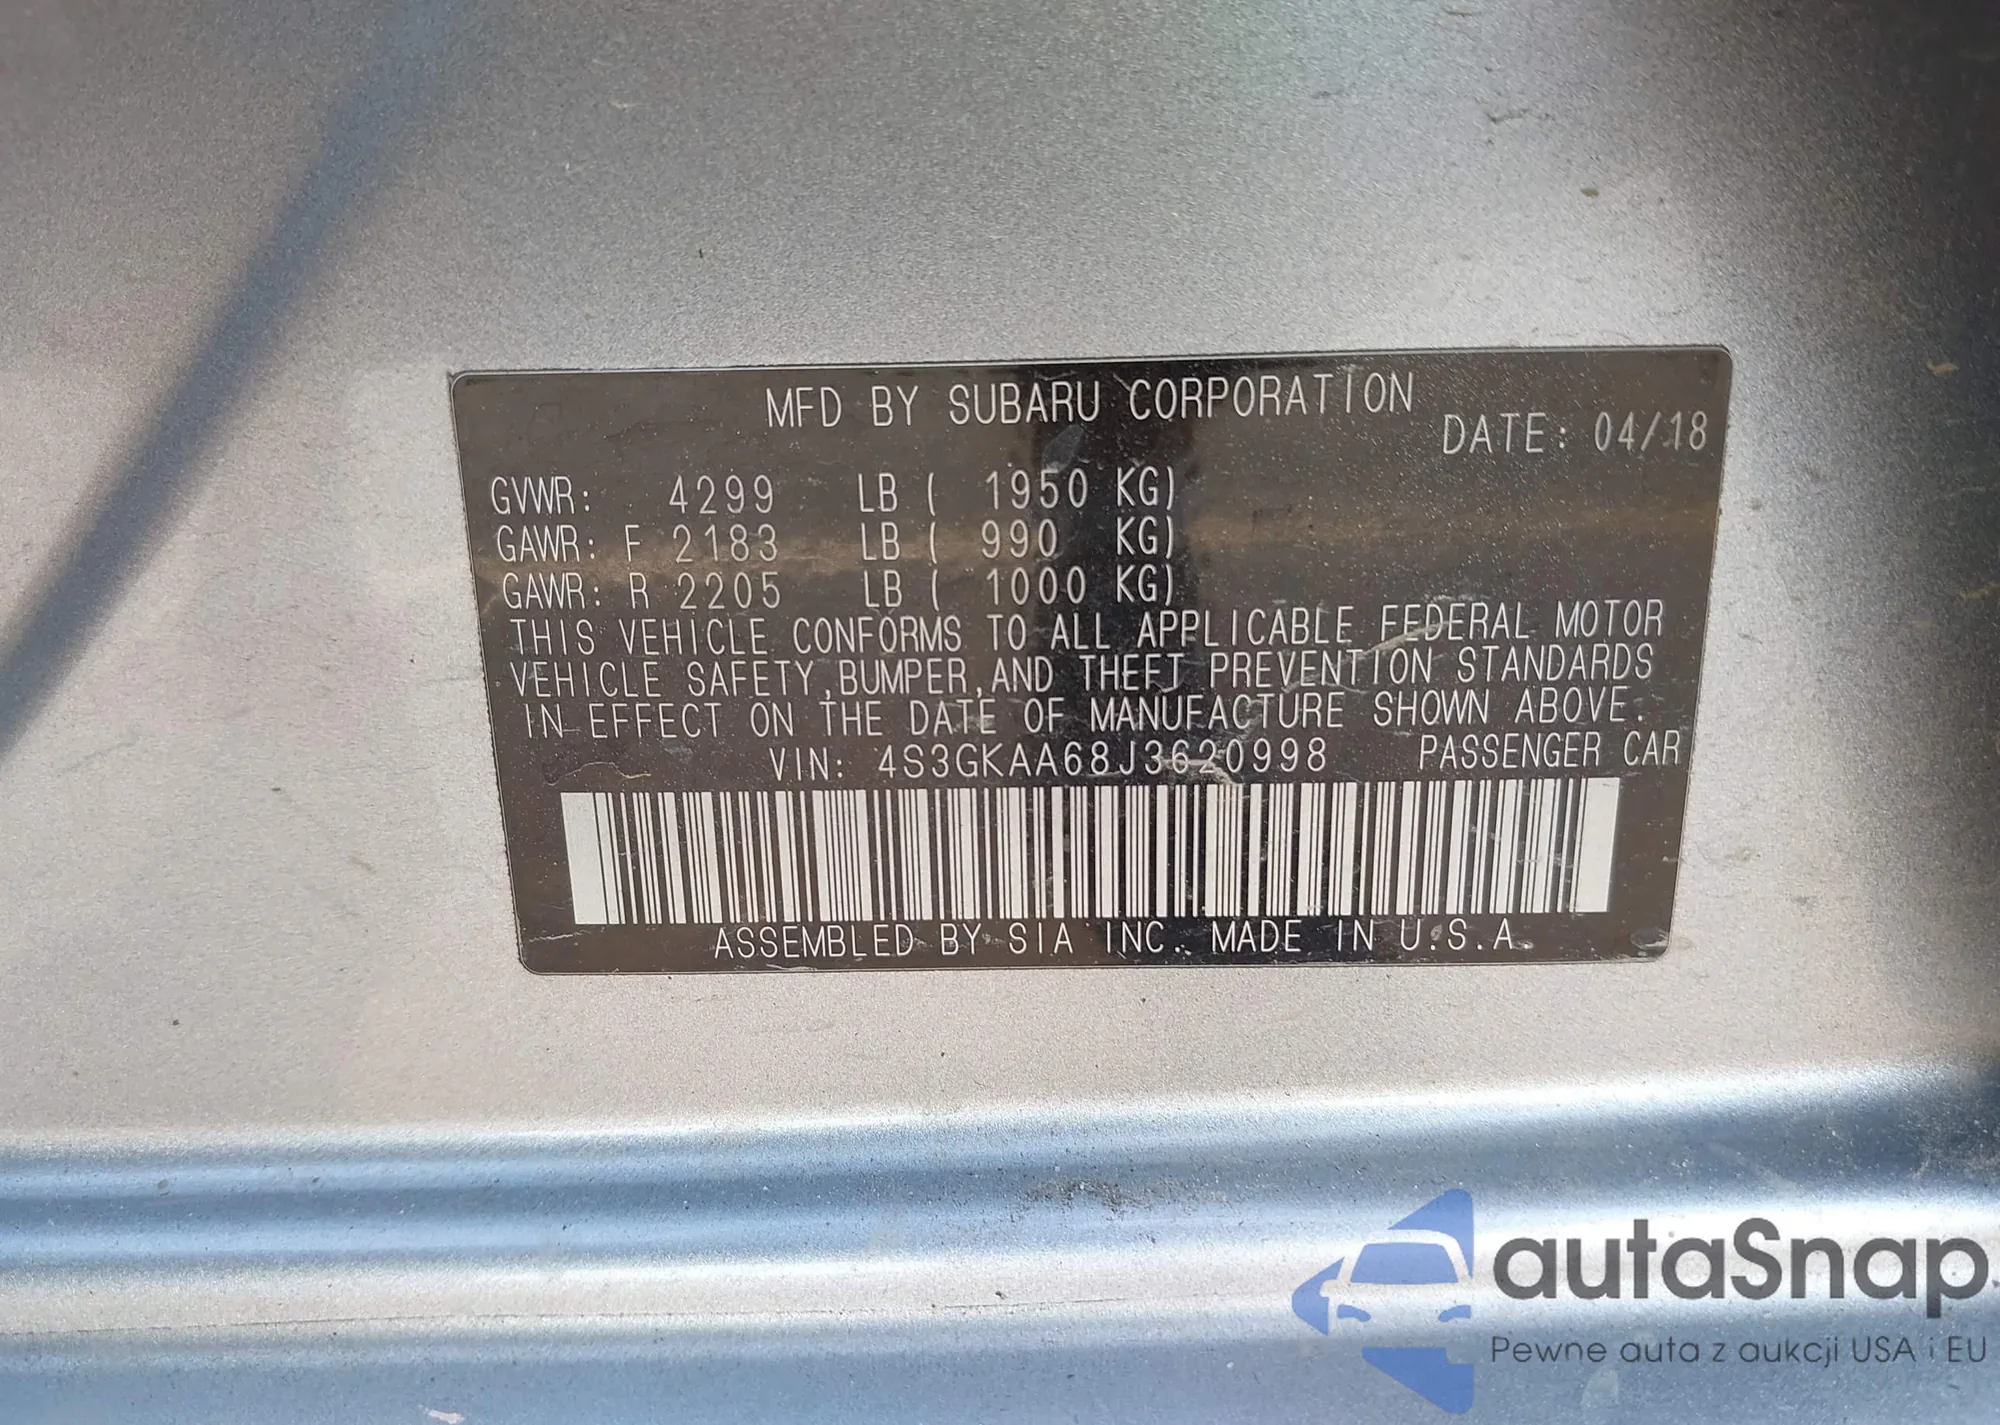 MFD BY SUBARU CORPORATION
DATE: 04/18
GVWR: 4299 LB ( 1950 KG)
GAWR: F 2183 LB ( 990 KG)
GAWR: R 2205 LB ( 1000 KG)
THIS VEHICLE CONFORMS TO ALL APPLICABLE FEDERAL MOTOR
VEHICLE SAFETY,BUMPER,AND THEFT PREVENTION STANDARDS
IN EFFECT ON THE DATE OF MANUFACTURE SHOWN ABOVE.
VIN: 4S3GKAA68J3620998 PASSENGER CAR
ASSEMBLED BY SIA INC. MADE IN U.S.A.
autaSnap
Pewne auta z aukcji USA i EU